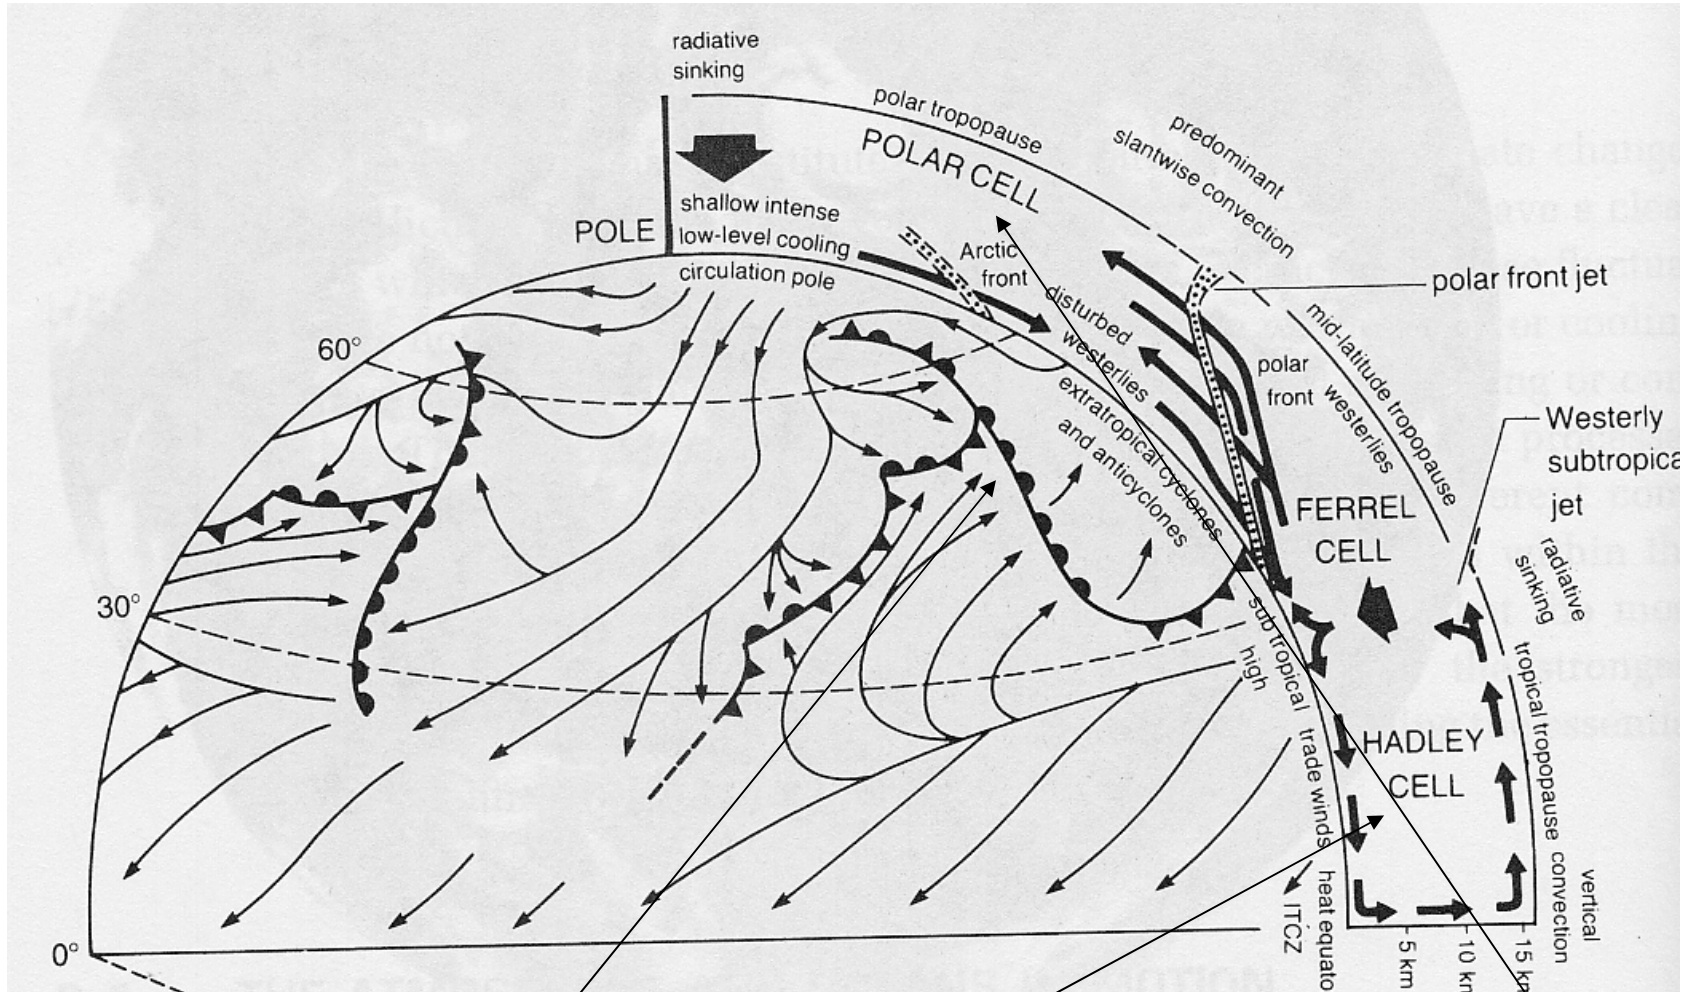 radiative
sinking
POLE
shallow intense
low-level cooling
circulation pole
polar tropopause
POLAR CELL
predominant
slantwise convection
Arctic
front
polar front jet
disturbed
westerlies
extratropical cyclones
and anticyclones
polar
front
westerlies
mid-latitude tropopause
Westerly
subtropica
jet
FERREL
CELL
radiative
sinking
sub tropical
high
tropical tropopause
HADLEY
CELL
trade winds
ITCZ
heat equato
vertical
convection
5 km
10 km
15 km
60°
30°
0°